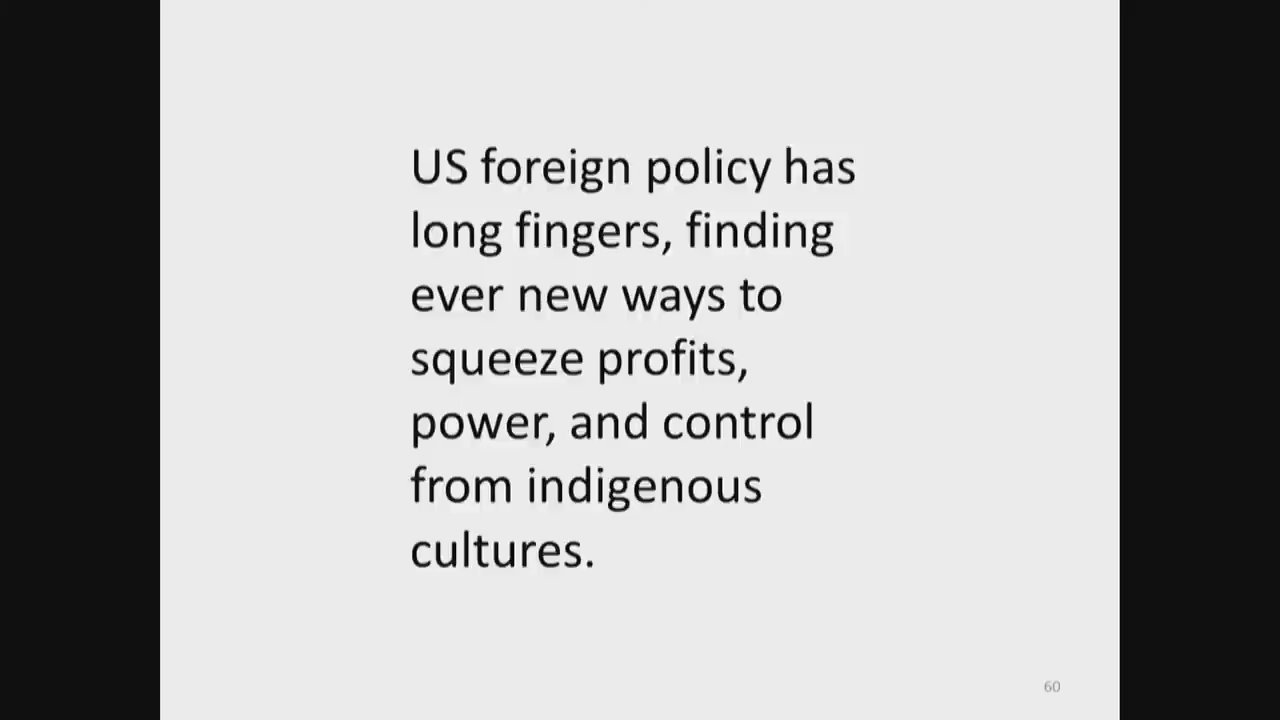 US foreign policy has
long fingers, finding
ever new ways to
squeeze profits,
power, and control
from indigenous
cultures.
60